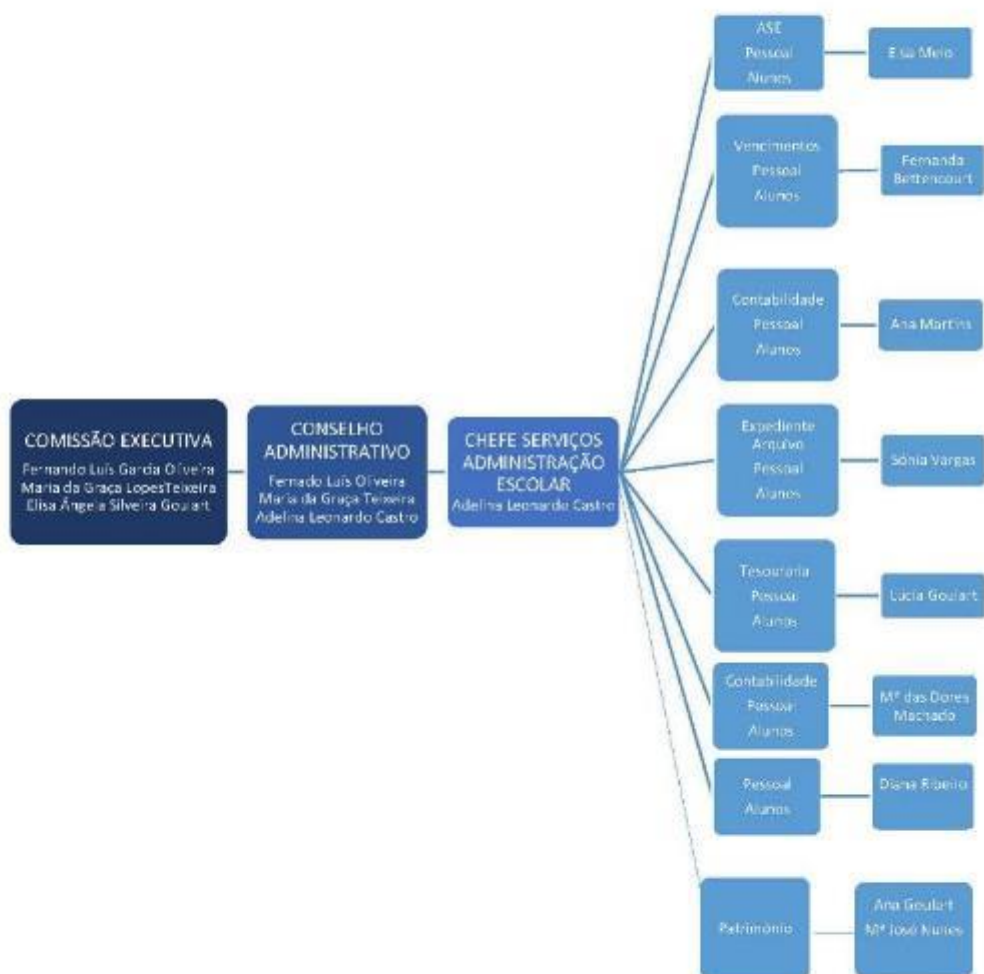 COMISSÃO EXECUTIVA
Fernando Luís Garcia Oliveira
Maria da Graça LopesTeixeira
Elisa Ângela Silveira Goulart
CONSELHO
ADMINISTRATIVO
Fernado Luís Oliveira
Maria da Graça Teixeira
Adelina Leonardo Castro
CHEFE SERVIÇOS
ADMINISTRAÇÃO
ESCOLAR
Adelina Leonardo Castro
ASE
Pessoal
Alunos
Elsa Melo
Vencimentos
Pessoal
Alunos
Fernanda
Bettencourt
Contabilidade
Pessoal
Alunos
Ana Martins
Expediente
Arquivo
Pessoal
Alunos
Sónia Vargas
Tesouraria
Pessoal
Alunos
Lúcia Goulart
Contabilidade
Pessoal
Alunos
Mª das Dores
Machado
Pessoal
Alunos
Diana Ribeiro
Património
Ana Goulart
Mª José Nunes